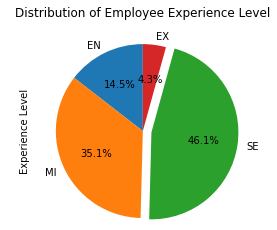 Distribution of Employee Experience Level
EX
EN
4.3%
14.5%
Experience Level
35.1%
46.1%
SE
MI